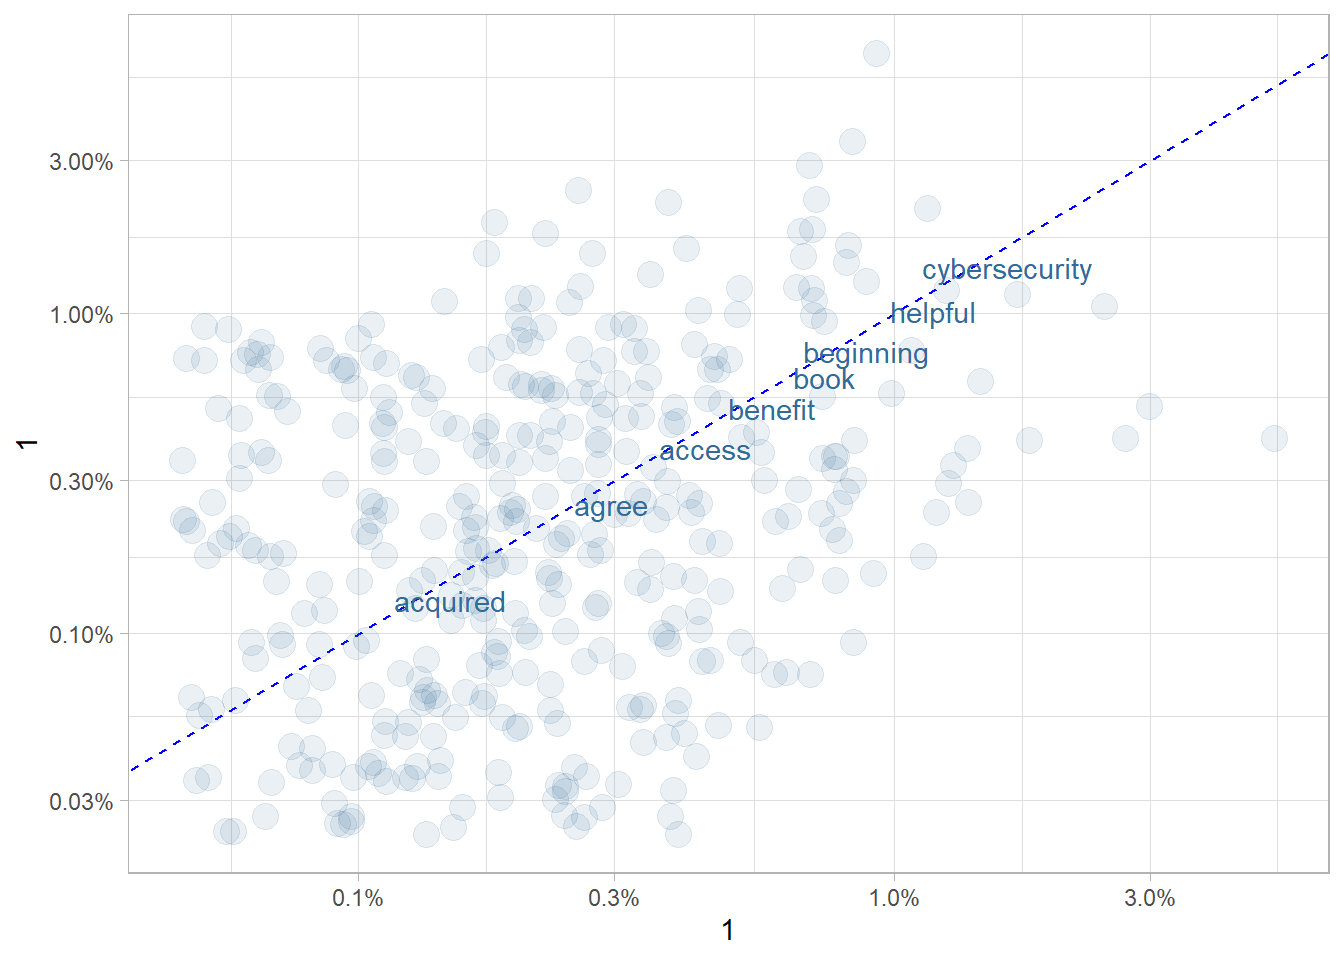 3.00%
1.00%
0.30%
0.10%
0.03%
1
cybersecurity
helpful
beginning
book
benefit
access
agree
acquired
0.1% 0.3% 1.0% 3.0%
1